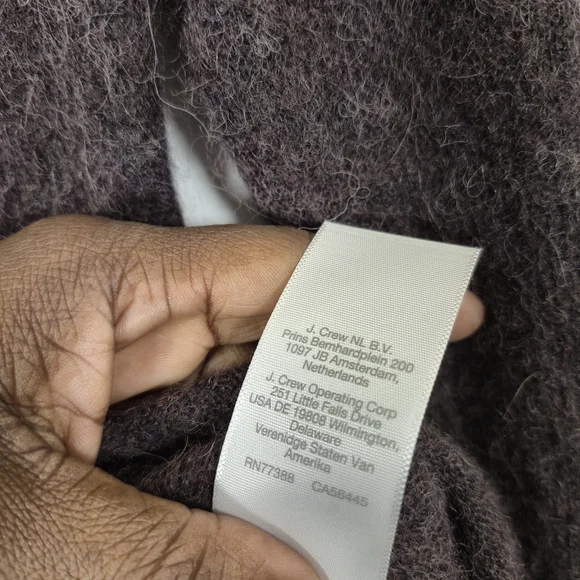 J. Crew NL B.V.
Prins Bernhardplein 200
1097 JB Amsterdam,
Netherlands
J. Crew Operating Corp
251 Little Falls Drive
USA DE 19808 Wilmington,
Delaware
Verenidge Staten Van
Amerika
RN77388 CA56445